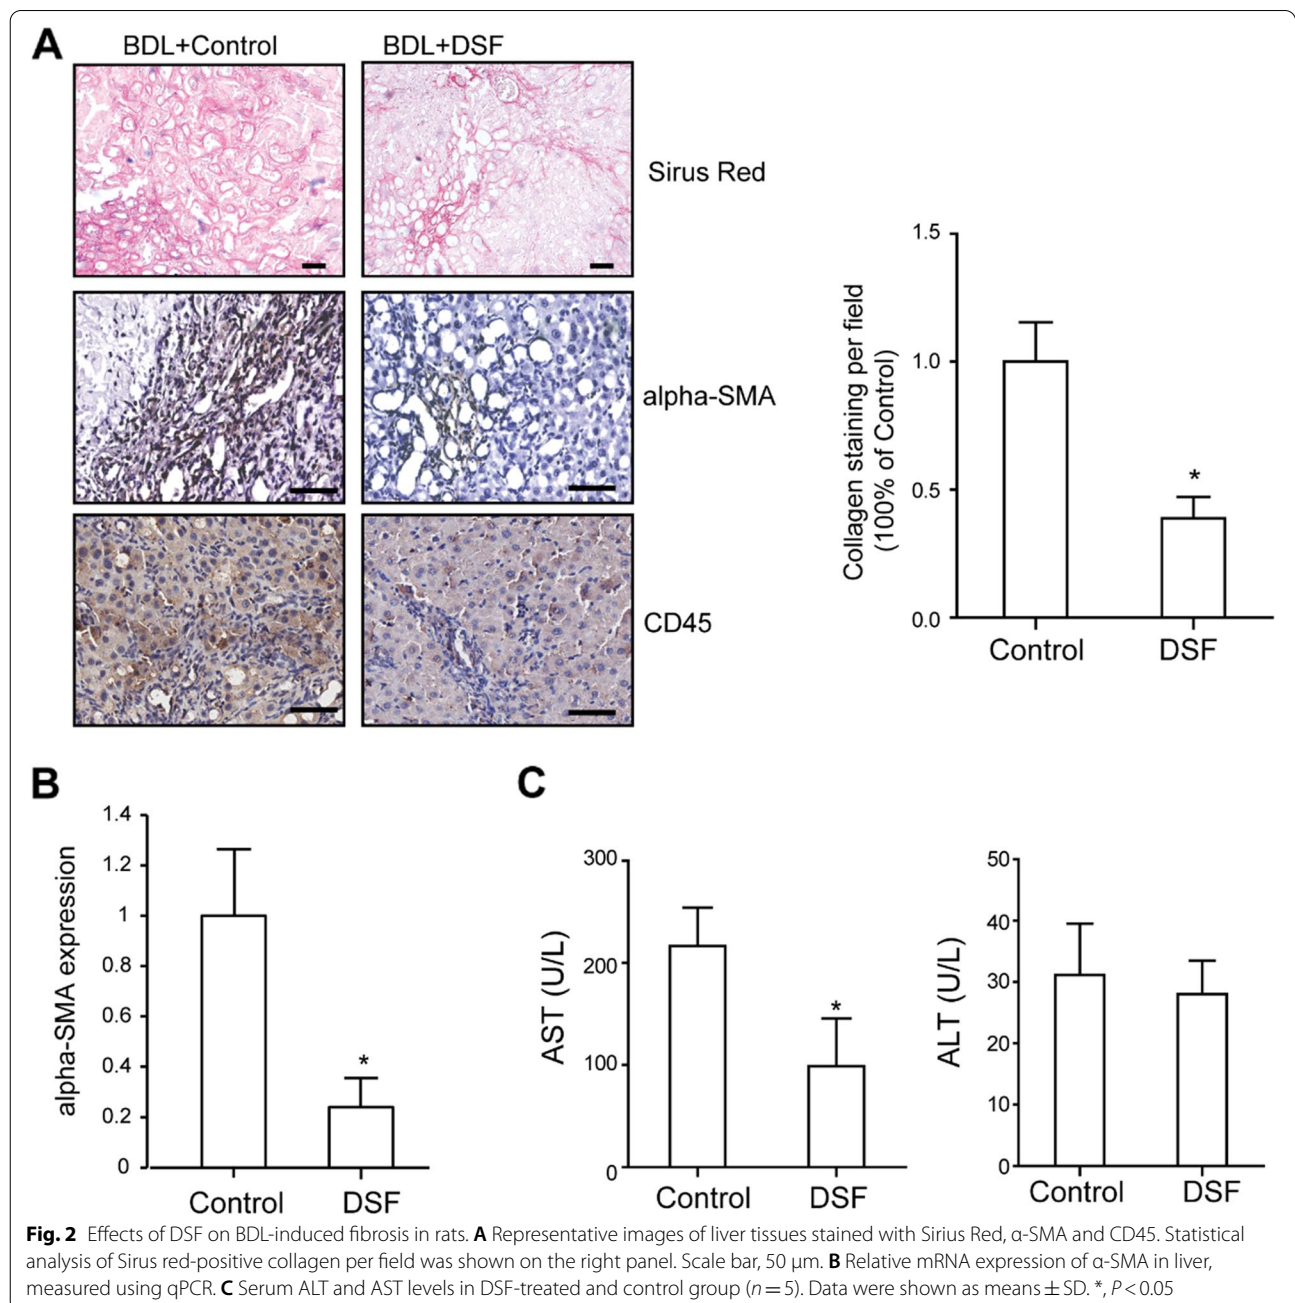 A
BDL+Control
BDL+DSF
Sirus Red
alpha-SMA
CD45
Collagen staining per field
(100% of Control)
1.5
1.0
0.5
0.0
*
Control
DSF
B
alpha-SMA expression
1.4
1.2
1
0.8
0.6
0.4
0.2
0
*
Control
DSF
C
AST (U/L)
300
200
100
0
*
Control
DSF
ALT (U/L)
50
40
30
20
10
0
Control
DSF
Fig. 2 Effects of DSF on BDL-induced fibrosis in rats. A Representative images of liver tissues stained with Sirius Red, α-SMA and CD45. Statistical
analysis of Sirus red-positive collagen per field was shown on the right panel. Scale bar, 50 μm. B Relative mRNA expression of α-SMA in liver,
measured using qPCR. C Serum ALT and AST levels in DSF-treated and control group (n = 5). Data were shown as means ± SD. *, P < 0.05